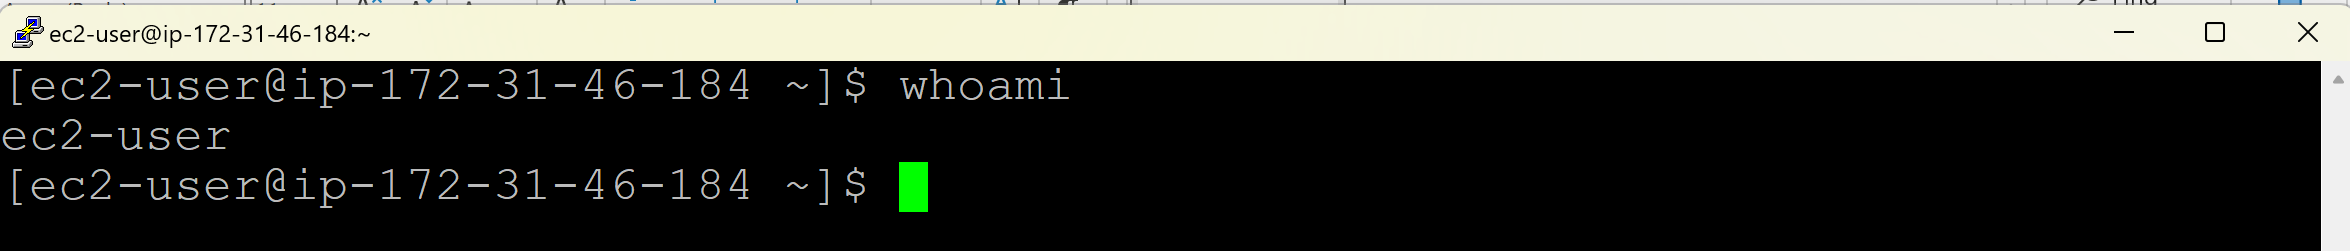 ec2-user@ip-172-31-46-184:~
[ec2-user@ip-172-31-46-184 ~]$ whoami
ec2-user
[ec2-user@ip-172-31-46-184 ~]$